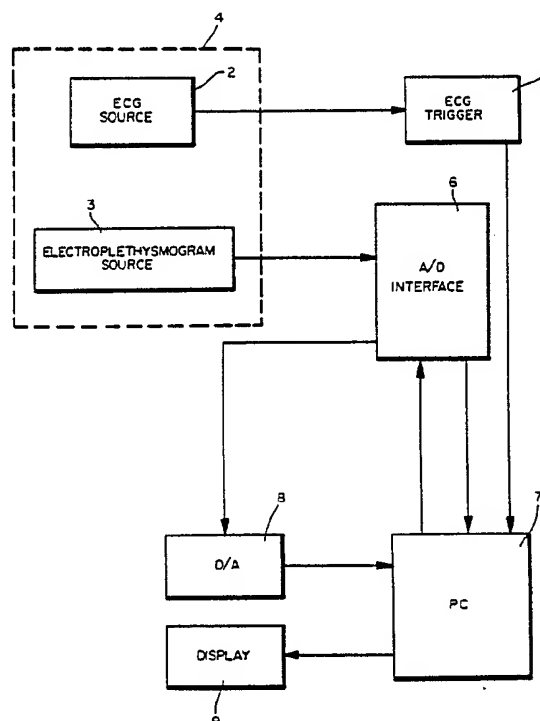 4
2
ECG
SOURCE
ECG
TRIGGER
3
ELECTROPLETHYSMOGRAM
SOURCE
6
A/D
INTERFACE
8
D/A
7
PC
DISPLAY
9